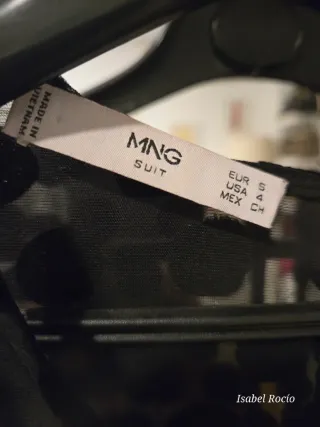 MADE IN
VIETNAM
MNG
SUIT
EUR S
USA 4
MEX CH
Isabel Rocío